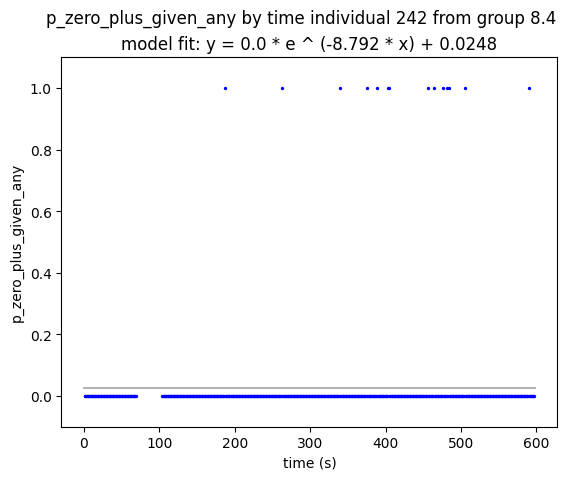 p_zero_plus_given_any by time individual 242 from group 8.4
model fit: y = 0.0 * e ^ (-8.792 * x) + 0.0248
1.0
0.8
0.6
0.4
0.2
0.0
p_zero_plus_given_any
0 100 200 300 400 500 600
time (s)